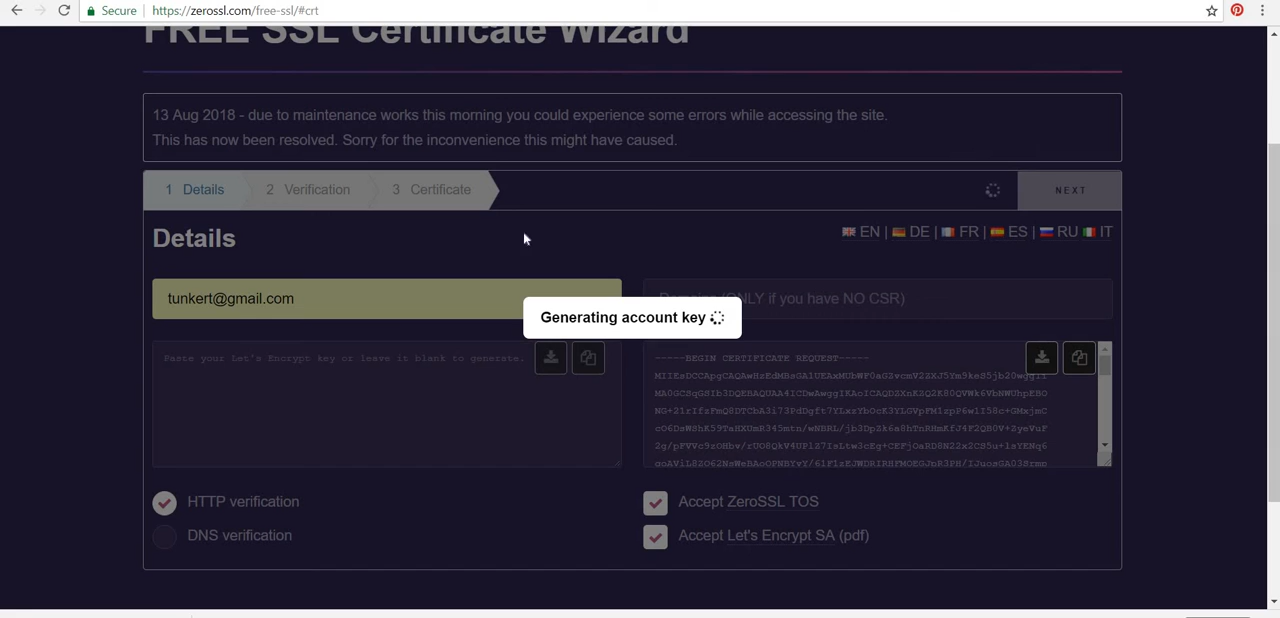 Secure https://zerossl.com/free-ssl/#crt
FREE SSL Certificate Wizard
13 Aug 2018 - due to maintenance works this morning you could experience some errors while accessing the site.
This has now been resolved. Sorry for the inconvenience this might have caused.
1 Details 2 Verification 3 Certificate NEXT
Details
EN | DE | FR | ES | RU IT
tunkert@gmail.com
(ONLY if you have NO CSR)
Generating account key
Paste your Let's Encrypt key or leave it blank to generate.
-----BEGIN CERTIFICATE REQUEST-----
HTTP verification
DNS verification
Accept ZeroSSL TOS
Accept Let's Encrypt SA (pdf)